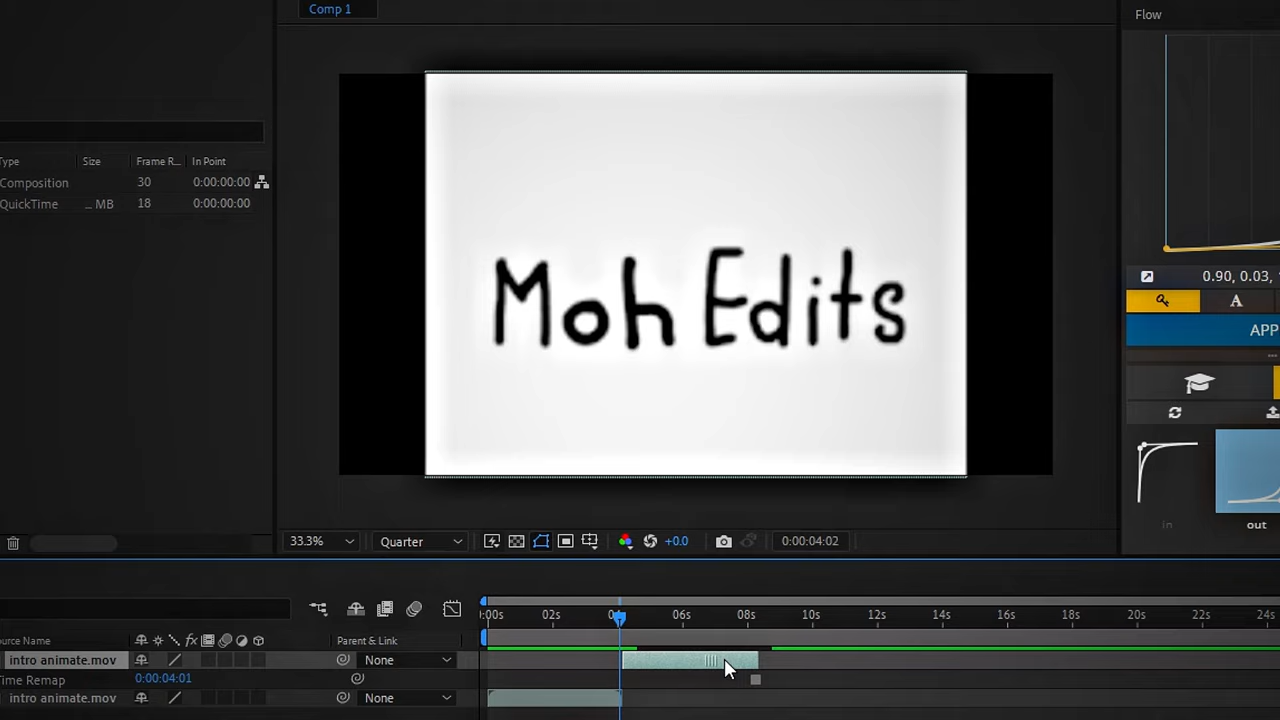 Comp 1
Flow
Type Size Frame R... In Point
Composition 30 0:00:00:00
QuickTime ... MB 18 0:00:00:00
Moh Edits
0.90, 0.03,
A
APP
in out
33.3% Quarter +0.0 0:00:04:02
:00s 02s 06s 08s 10s 12s 14s 16s 18s 20s 22s 24s
ource Name fx Parent & Link
intro animate.mov None
Time Remap 0:00:04:01
intro animate.mov None